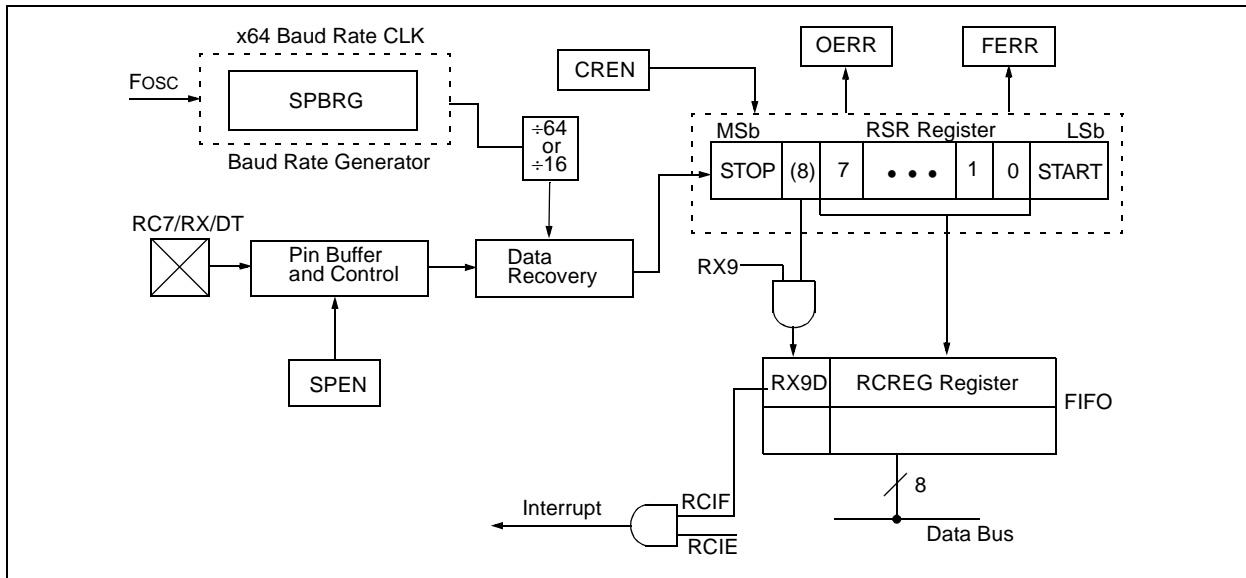 x64 Baud Rate CLK
FOSC
SPBRG
Baud Rate Generator
÷64
or
÷16
CREN
OERR
FERR
MSb
RSR Register
LSb
STOP
(8)
7
• • •
1
0
START
RC7/RX/DT
Pin Buffer
and Control
Data
Recovery
SPEN
RX9
RX9D
RCREG Register
FIFO
8
Data Bus
Interrupt
RCIF
RCIE